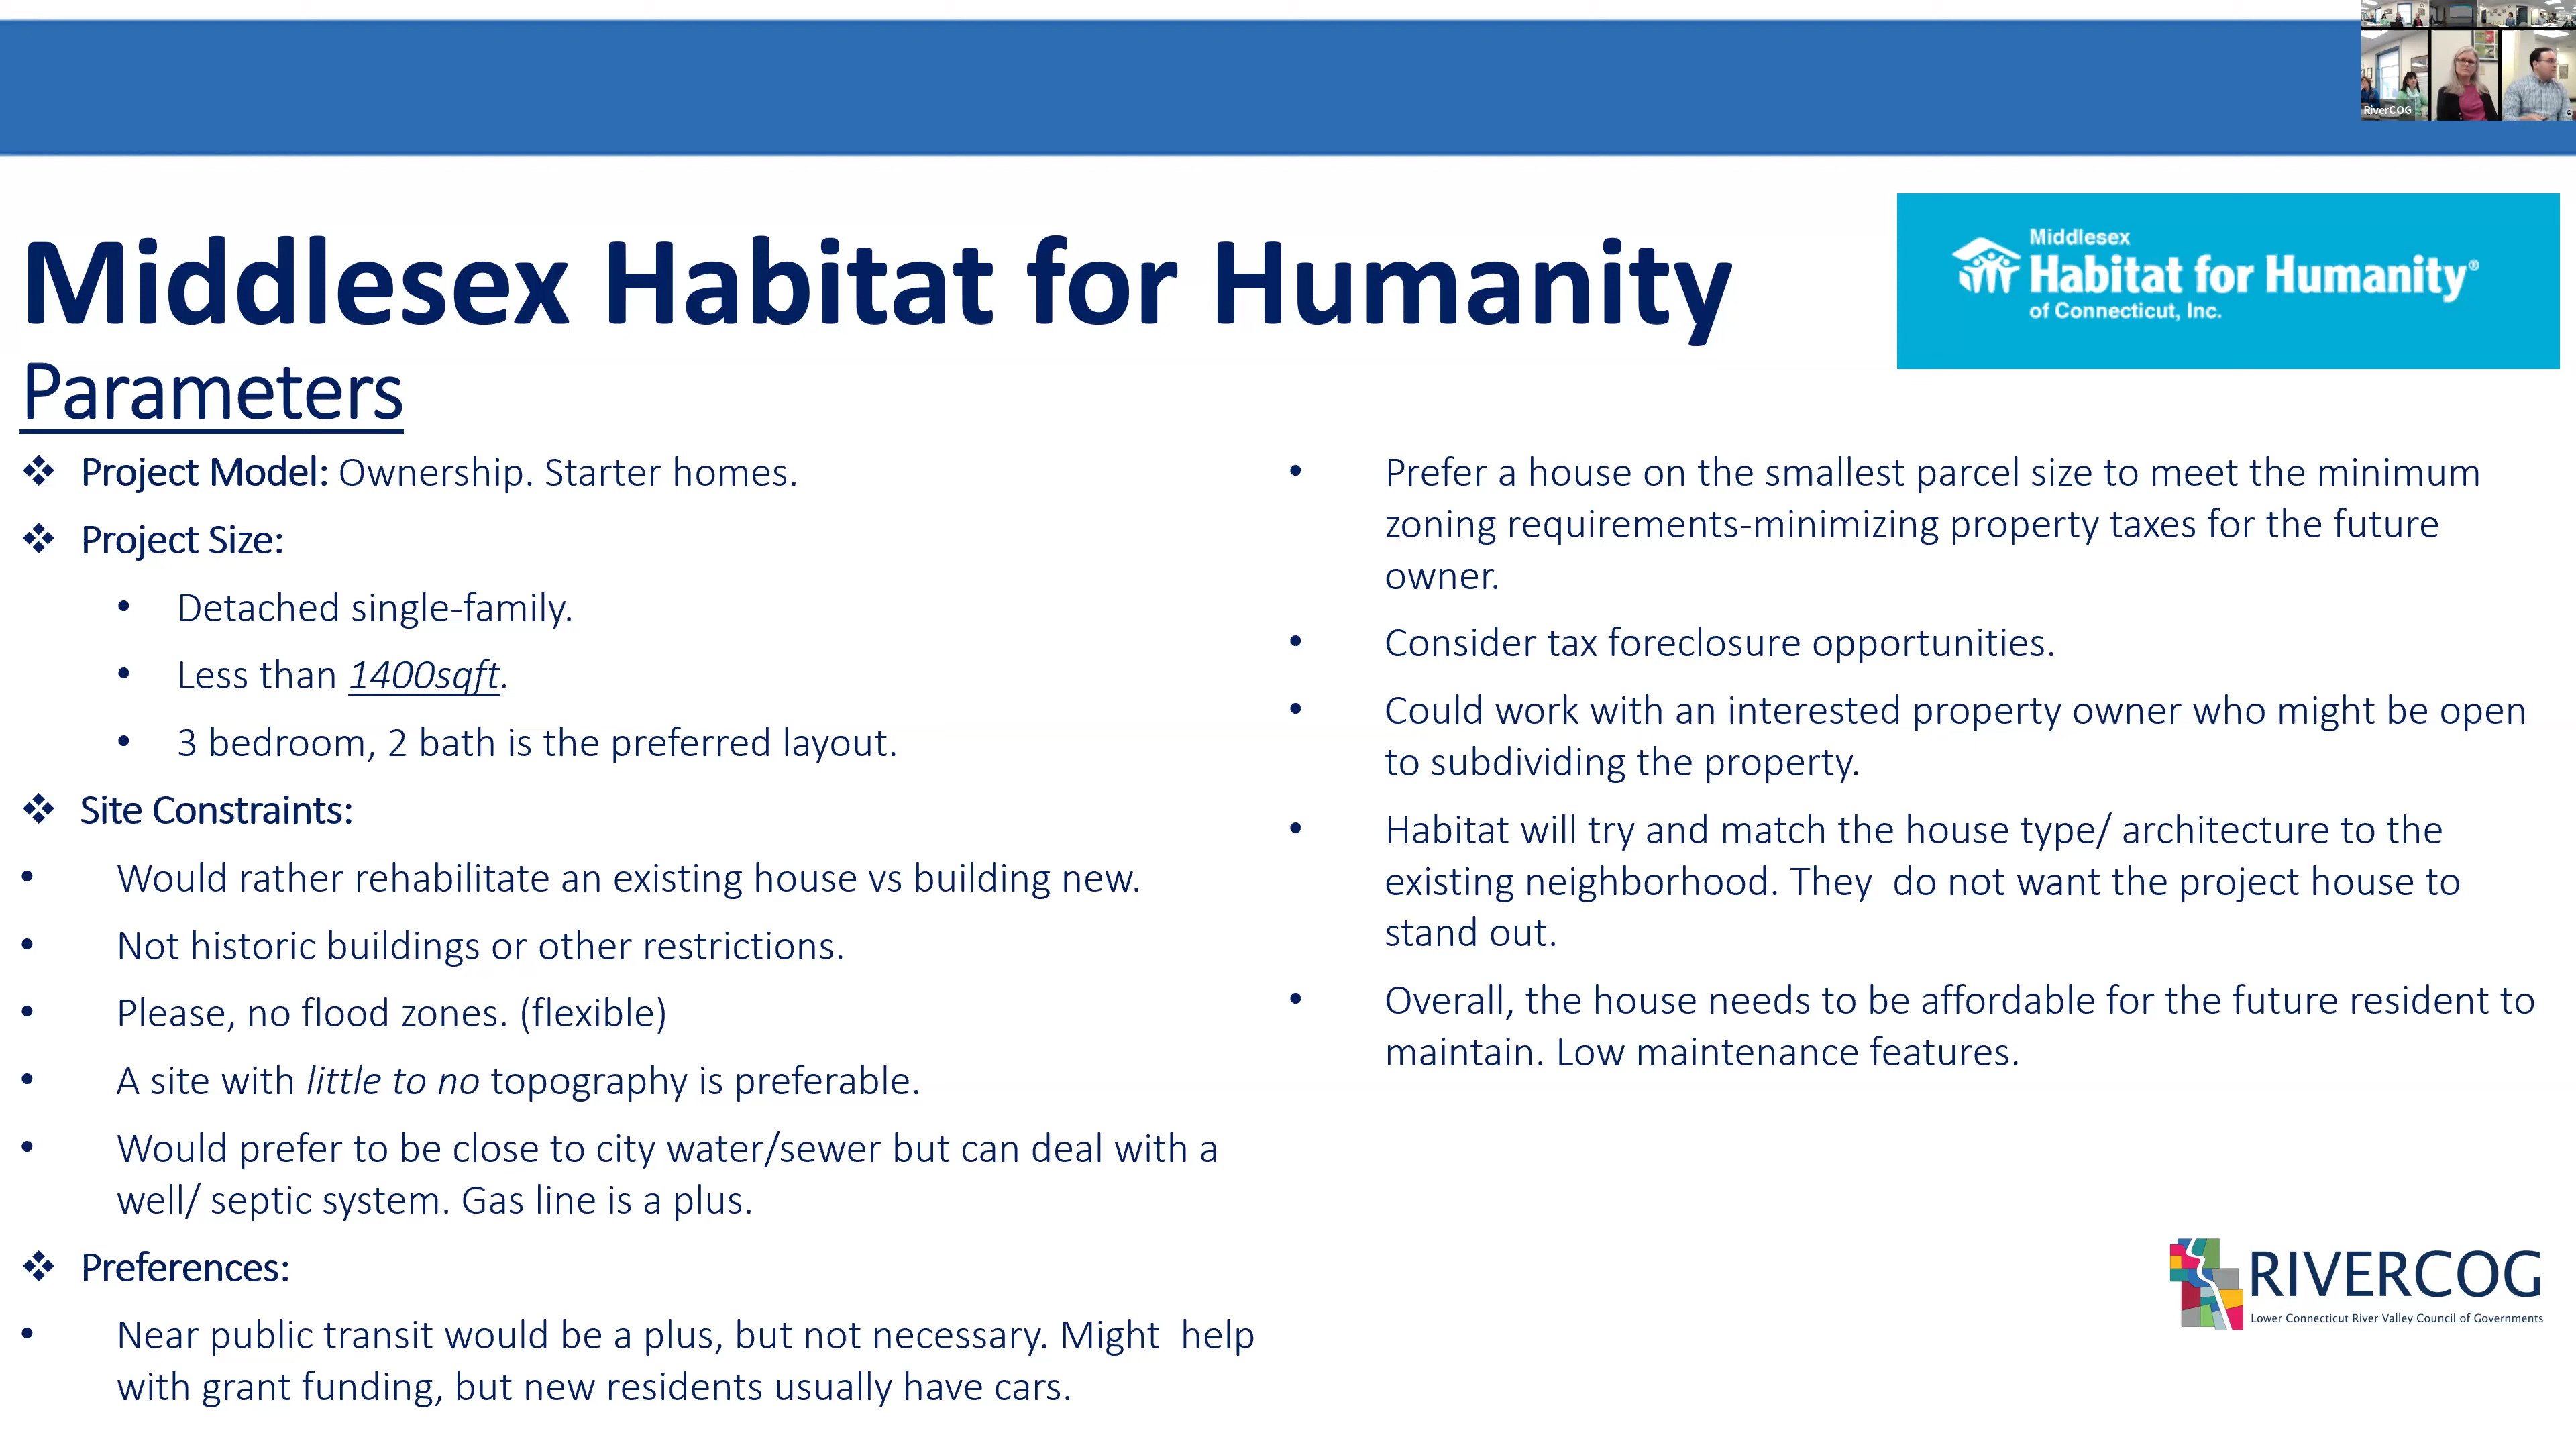 RiverCOG
Middlesex Habitat for Humanity
Middlesex
Habitat for Humanity®
of Connecticut, Inc.
Parameters
❖ Project Model: Ownership. Starter homes.
❖ Project Size:
• Detached single-family.
• Less than 1400sqft.
• 3 bedroom, 2 bath is the preferred layout.
❖ Site Constraints:
• Would rather rehabilitate an existing house vs building new.
• Not historic buildings or other restrictions.
• Please, no flood zones. (flexible)
• A site with little to no topography is preferable.
• Would prefer to be close to city water/sewer but can deal with a
well/ septic system. Gas line is a plus.
❖ Preferences:
• Near public transit would be a plus, but not necessary. Might  help
with grant funding, but new residents usually have cars.
• Prefer a house on the smallest parcel size to meet the minimum
zoning requirements-minimizing property taxes for the future
owner.
• Consider tax foreclosure opportunities.
• Could work with an interested property owner who might be open
to subdividing the property.
• Habitat will try and match the house type/ architecture to the
existing neighborhood. They  do not want the project house to
stand out.
• Overall, the house needs to be affordable for the future resident to
maintain. Low maintenance features.
RIVERCOG
Lower Connecticut River Valley Council of Governments